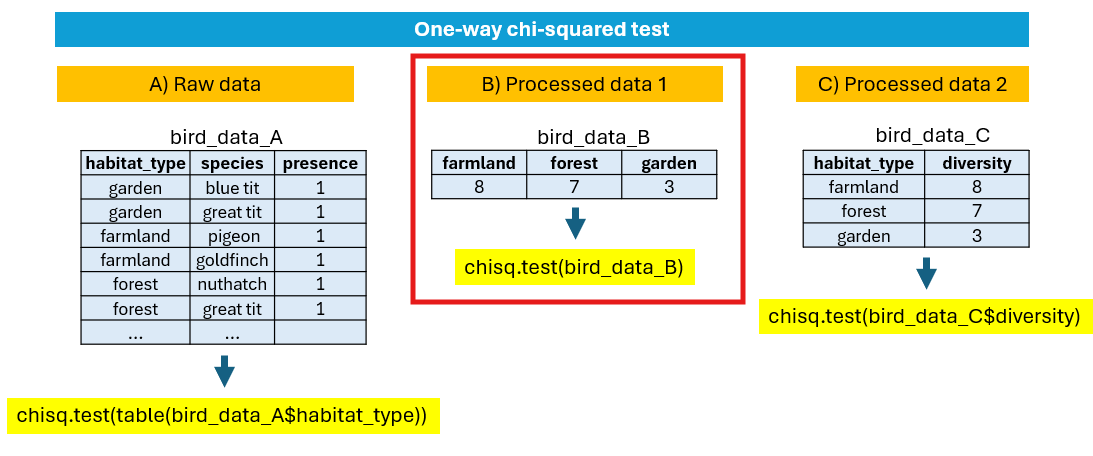 One-way chi-squared test
A) Raw data
bird_data_A
habitat_type species presence
garden blue tit 1
garden great tit 1
farmland pigeon 1
farmland goldfinch 1
forest nuthatch 1
forest great tit 1
... ...
chisq.test(table(bird_data_A$habitat_type))
B) Processed data 1
bird_data_B
farmland forest garden
8 7 3
chisq.test(bird_data_B)
C) Processed data 2
bird_data_C
habitat_type diversity
farmland 8
forest 7
garden 3
chisq.test(bird_data_C$diversity)